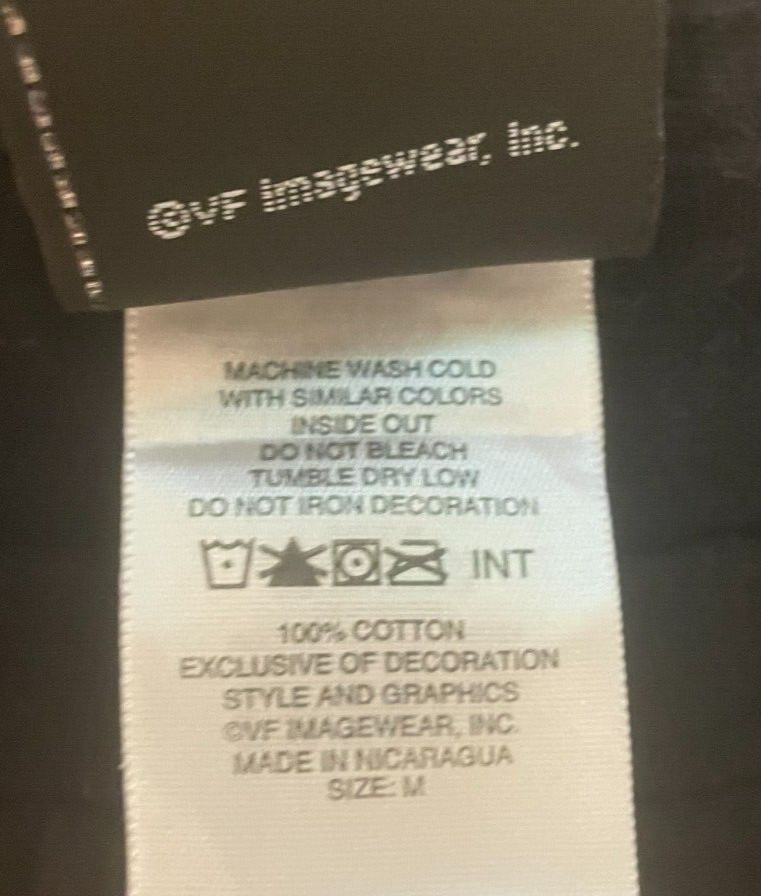 ©VF Imagewear, Inc.
MACHINE WASH COLD
WITH SIMILAR COLORS
INSIDE OUT
DO NOT BLEACH
TUMBLE DRY LOW
DO NOT IRON DECORATION
INT
100% COTTON
EXCLUSIVE OF DECORATION
STYLE AND GRAPHICS
©VF IMAGEWEAR, INC.
MADE IN NICARAGUA
SIZE: M